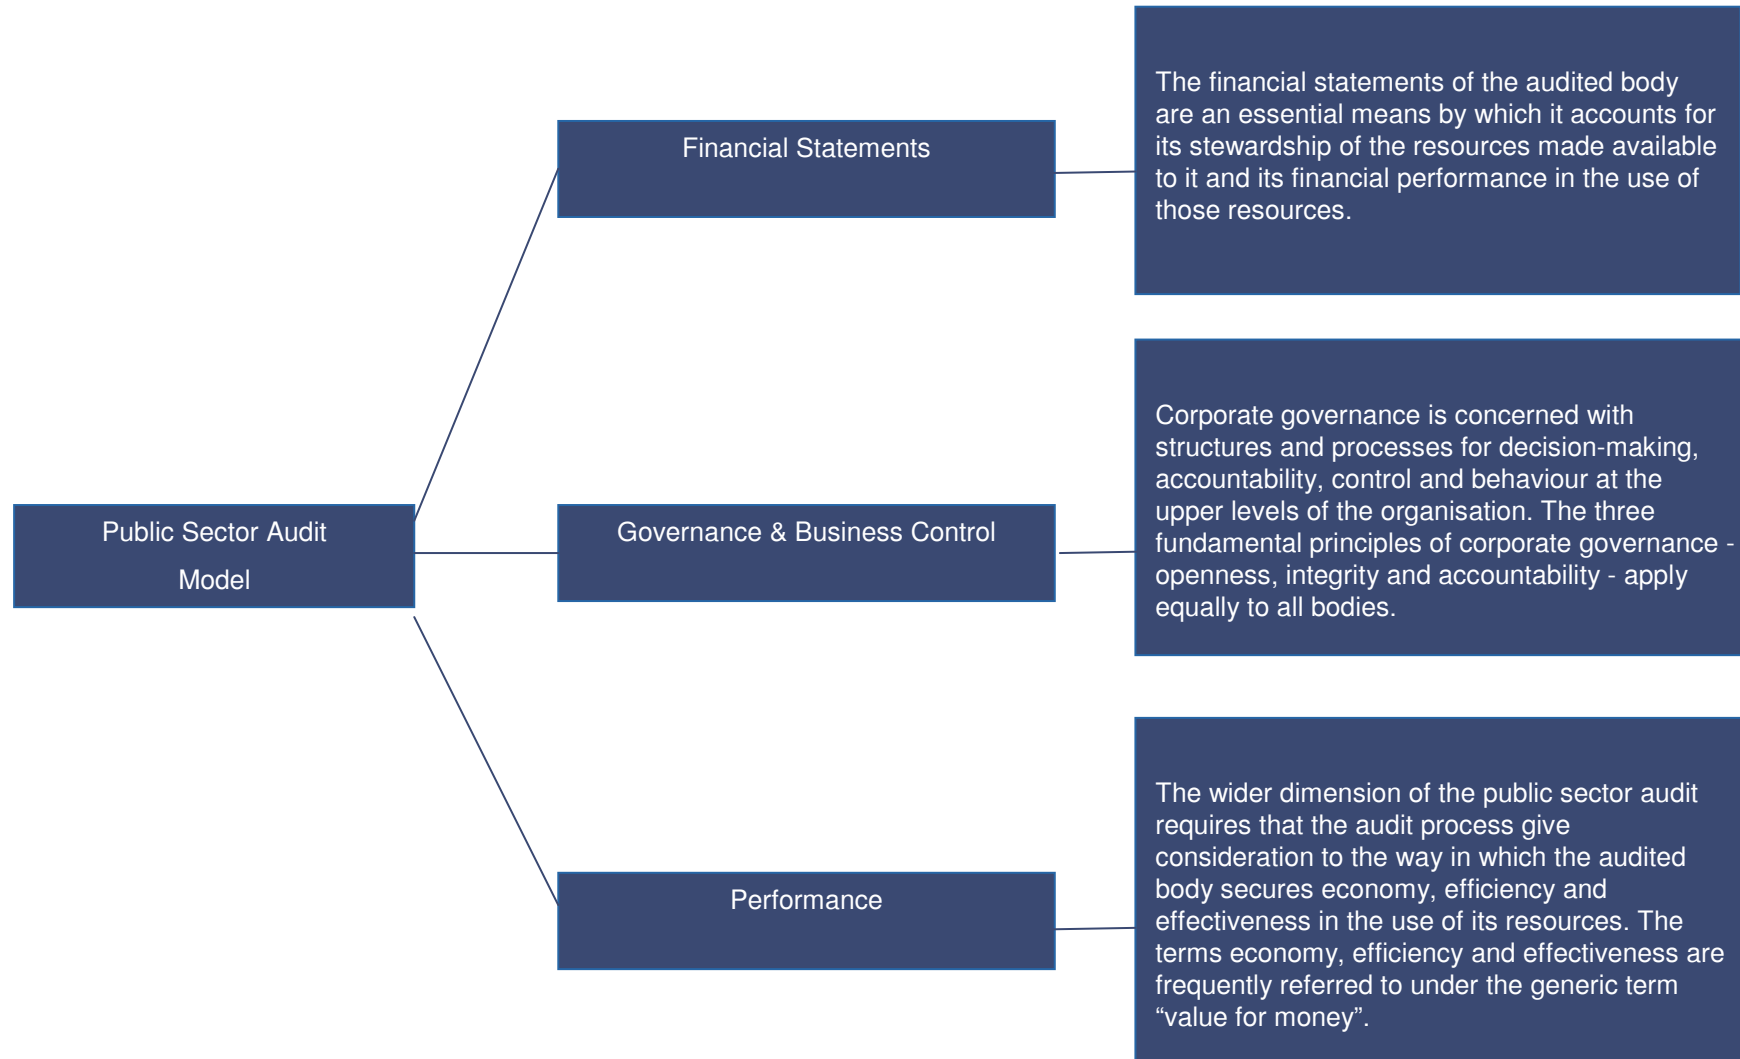 Public Sector Audit
Model
Financial Statements
The financial statements of the audited body
are an essential means by which it accounts for
its stewardship of the resources made available
to it and its financial performance in the use of
those resources.
Governance & Business Control
Corporate governance is concerned with
structures and processes for decision-making,
accountability, control and behaviour at the
upper levels of the organisation. The three
fundamental principles of corporate governance -
openness, integrity and accountability - apply
equally to all bodies.
Performance
The wider dimension of the public sector audit
requires that the audit process give
consideration to the way in which the audited
body secures economy, efficiency and
effectiveness in the use of its resources. The
terms economy, efficiency and effectiveness are
frequently referred to under the generic term
“value for money”.